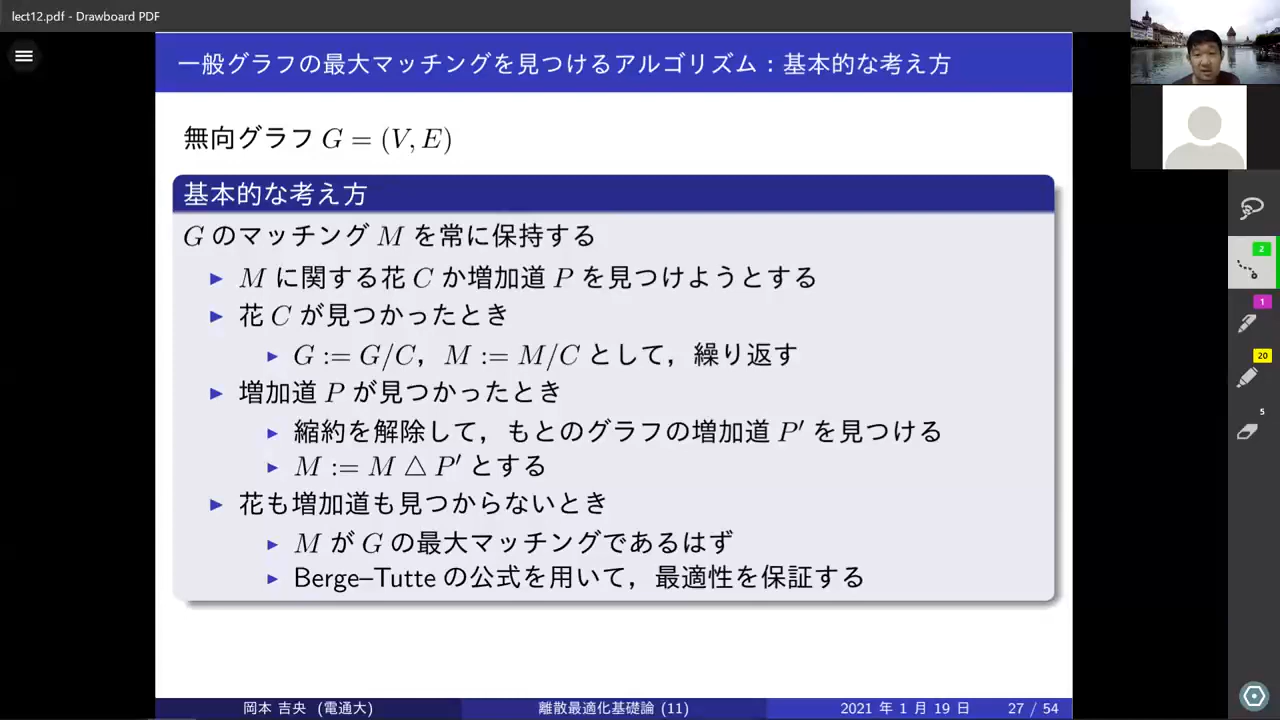 lect12.pdf - Drawboard PDF
一般グラフの最大マッチングを見つけるアルゴリズム：基本的な考え方
無向グラフ G = (V, E)
基本的な考え方
G のマッチング M を常に保持する
▶ M に関する花 C か増加道 P を見つけようとする
▶ 花 C が見つかったとき
▶ G := G/C， M := M/C として，繰り返す
▶ 増加道 P が見つかったとき
▶ 縮約を解除して，もとのグラフの増加道 P′ を見つける
▶ M := M △ P′ とする
▶ 花も増加道も見つからないとき
▶ M が G の最大マッチングであるはず
▶ Berge–Tutte の公式を用いて，最適性を保証する
岡本 吉央 (電通大)
離散最適化基礎論 (11)
2021 年 1 月 19 日
27 / 54
2
1
20
5